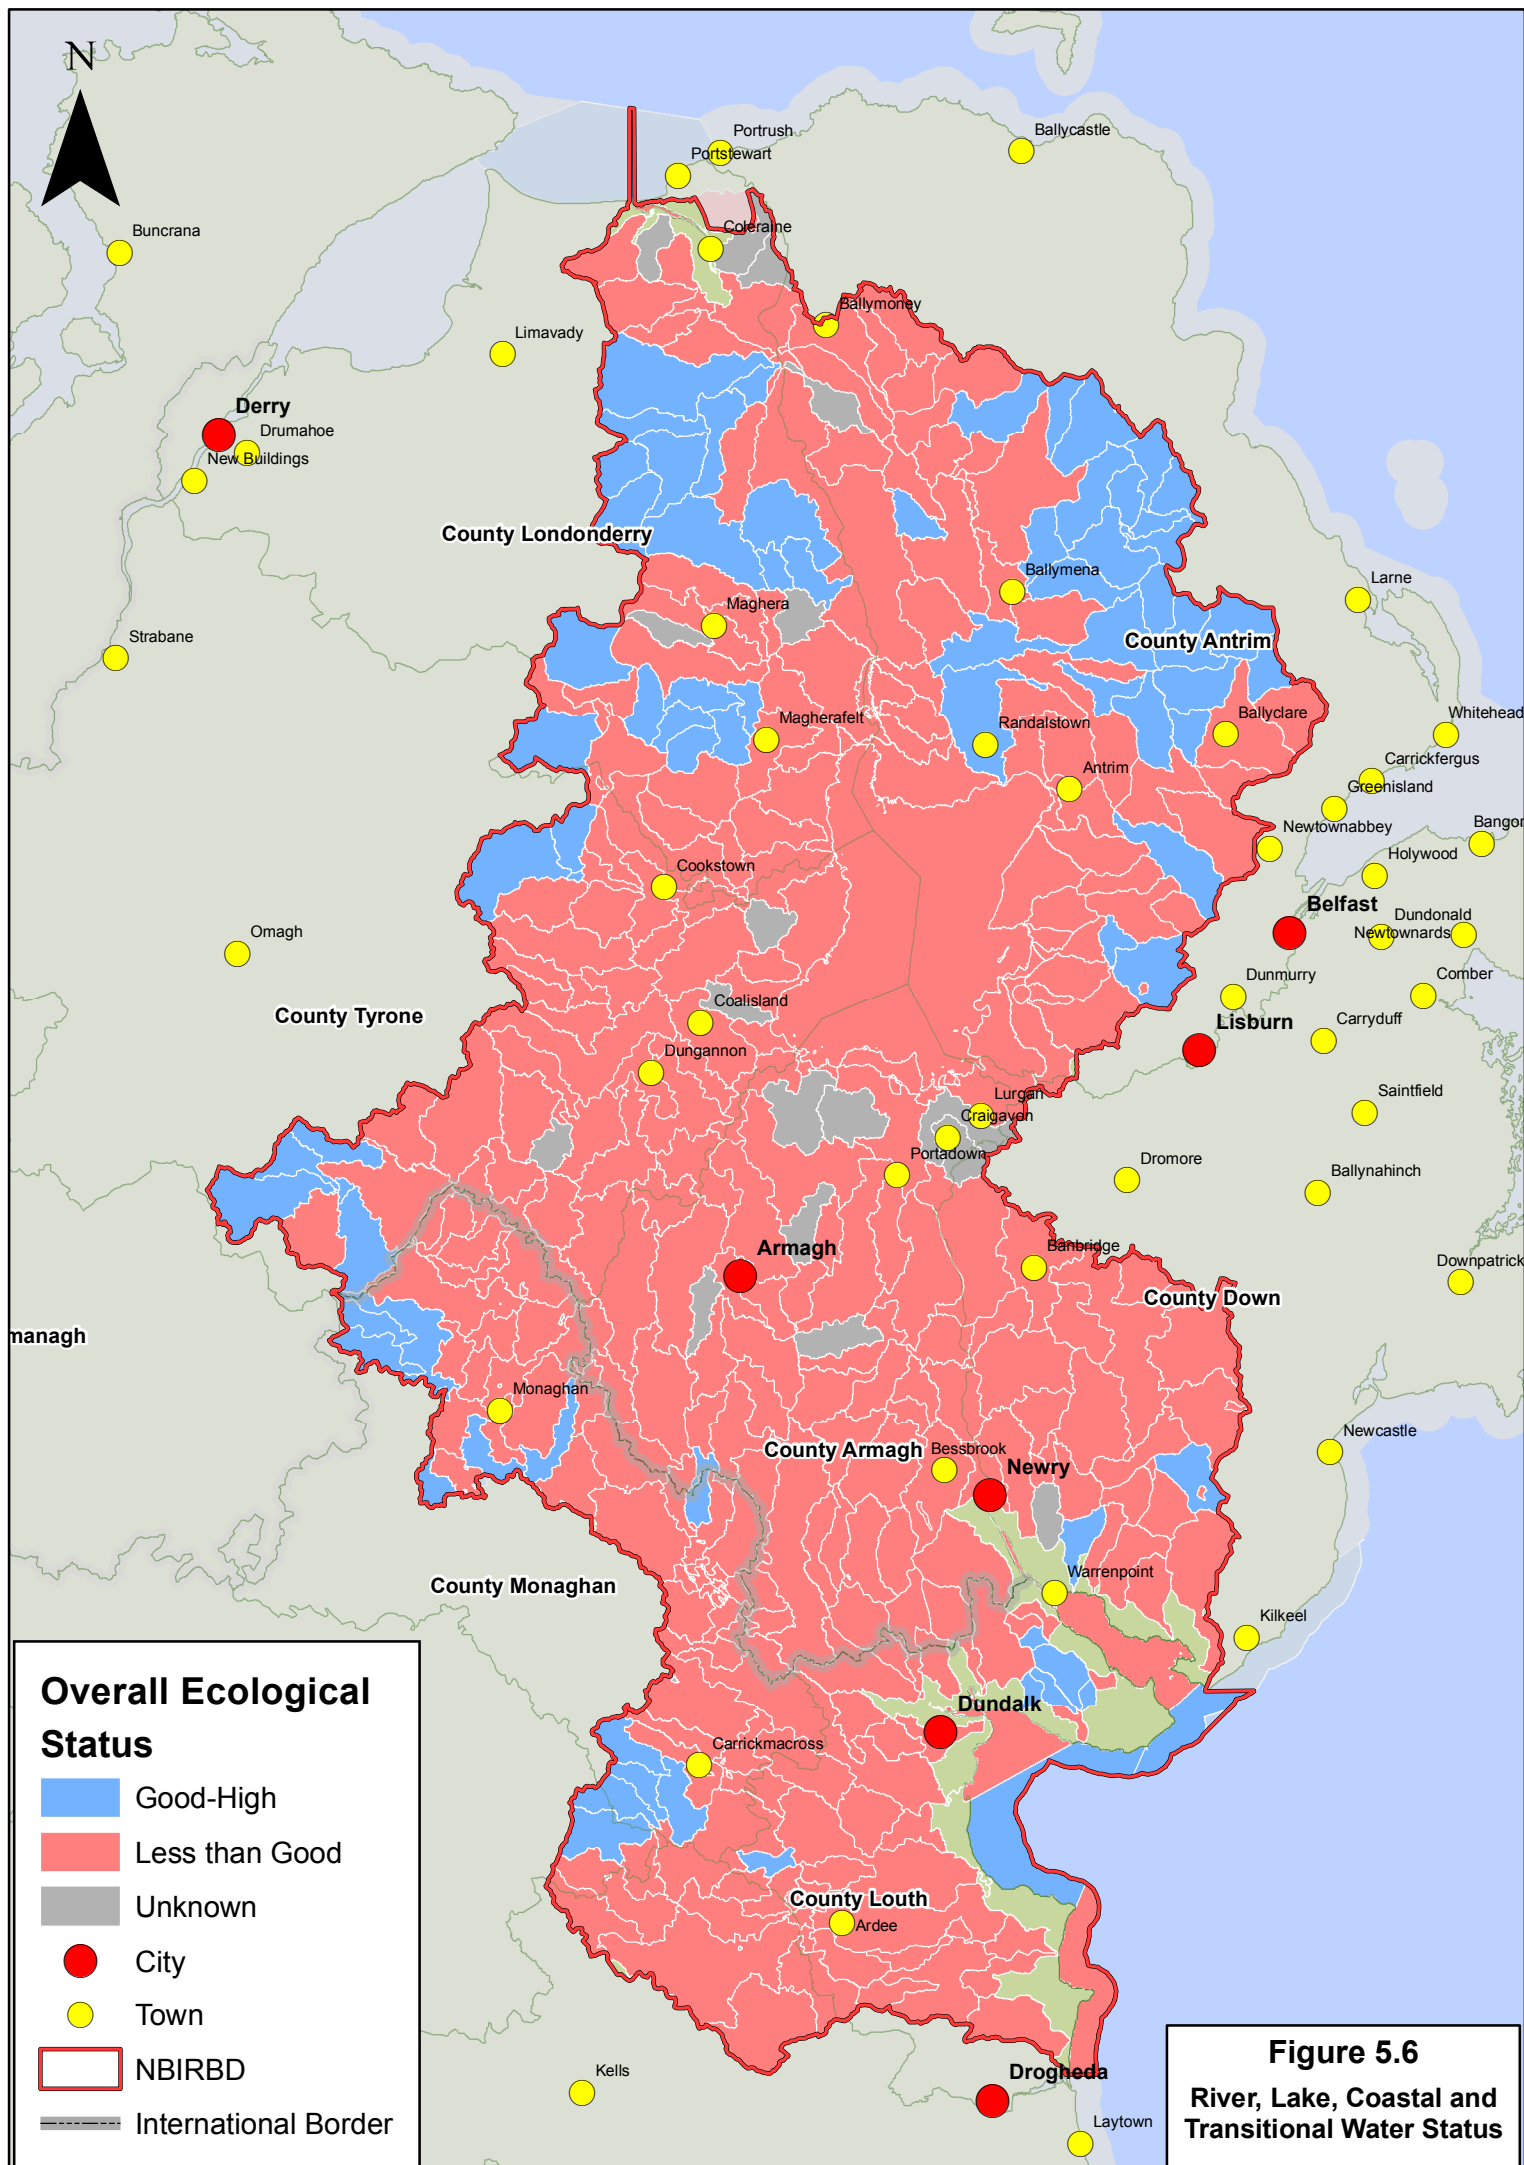 N
Portrush
Portstewart
Ballycastle
Buncrana
Coleraine
Ballymoney
Limavady
Derry
Drumahoe
New Buildings
County Londonderry
Ballymena
Larne
Maghera
Strabane
County Antrim
Magherafelt
Randalstown
Ballyclare
Whitehead
Carrickfergus
Antrim
Greenisland
Newtownabbey
Bangor
Holywood
Cookstown
Belfast
Dundonald
Newtownards
Omagh
Dunmurry
Comber
Coalisland
County Tyrone
Lisburn
Carryduff
Dungannon
Lurgan
Saintfield
Craigavon
Portadown
Dromore
Ballynahinch
Armagh
Banbridge
Downpatrick
County Down
managh
Monaghan
Newcastle
County Armagh
Bessbrook
Newry
County Monaghan
Warrenpoint
Kilkeel
Dundalk
Carrickmacross
County Louth
Ardee
Drogheda
Kells
Laytown
Overall Ecological
Status
Good-High
Less than Good
Unknown
City
Town
NBIRBD
International Border
Figure 5.6
River, Lake, Coastal and
Transitional Water Status